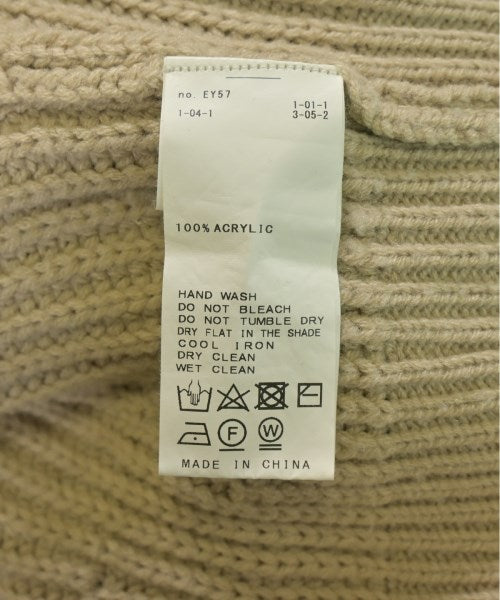 no. EY57
1-04-1 1-01-1
3-05-2
100% ACRYLIC
HAND WASH
DO NOT BLEACH
DO NOT TUMBLE DRY
DRY FLAT IN THE SHADE
COOL IRON
DRY CLEAN
WET CLEAN
F W
MADE IN CHINA